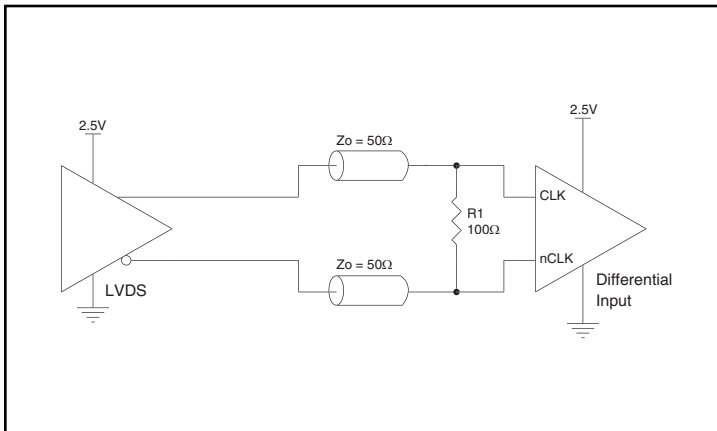 2.5V
LVDS
Zo = 50Ω
Zo = 50Ω
R1
100Ω
2.5V
CLK
nCLK
Differential
Input